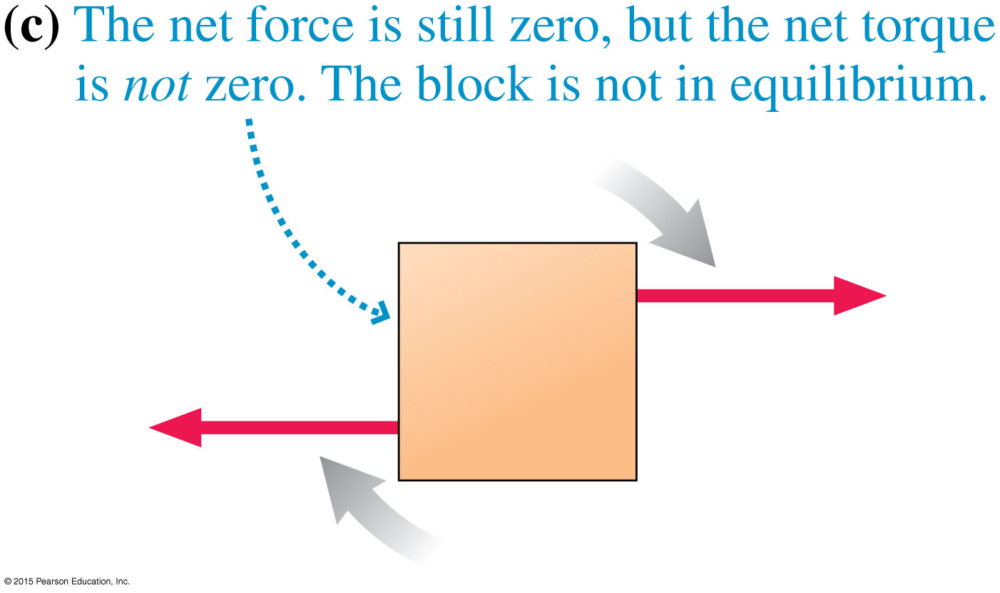 (c) The net force is still zero, but the net torque
is not zero. The block is not in equilibrium.
© 2015 Pearson Education, Inc.